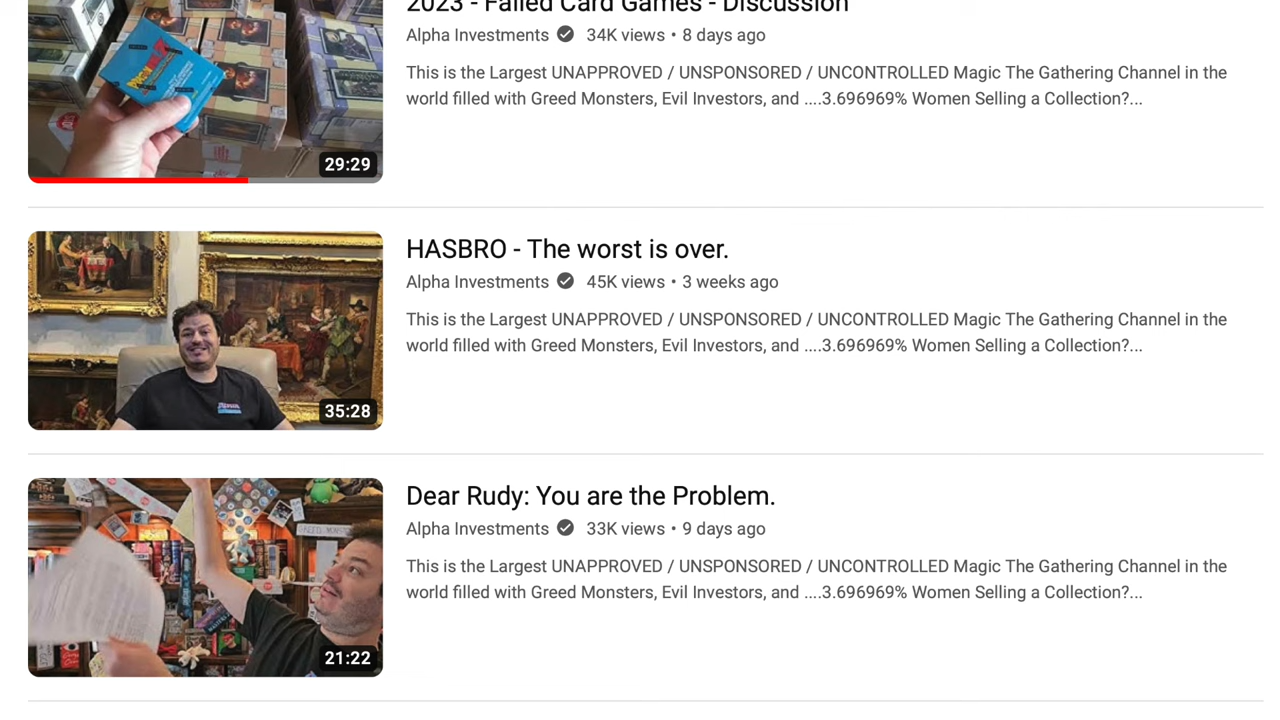 2023 - Failed Card Games - Discussion
Alpha Investments 34K views • 8 days ago
This is the Largest UNAPPROVED / UNSPONSORED / UNCONTROLLED Magic The Gathering Channel in the
world filled with Greed Monsters, Evil Investors, and ....3.696969% Women Selling a Collection?...
29:29
HASBRO - The worst is over.
Alpha Investments 45K views • 3 weeks ago
This is the Largest UNAPPROVED / UNSPONSORED / UNCONTROLLED Magic The Gathering Channel in the
world filled with Greed Monsters, Evil Investors, and ....3.696969% Women Selling a Collection?...
35:28
Dear Rudy: You are the Problem.
Alpha Investments 33K views • 9 days ago
This is the Largest UNAPPROVED / UNSPONSORED / UNCONTROLLED Magic The Gathering Channel in the
world filled with Greed Monsters, Evil Investors, and ....3.696969% Women Selling a Collection?...
21:22